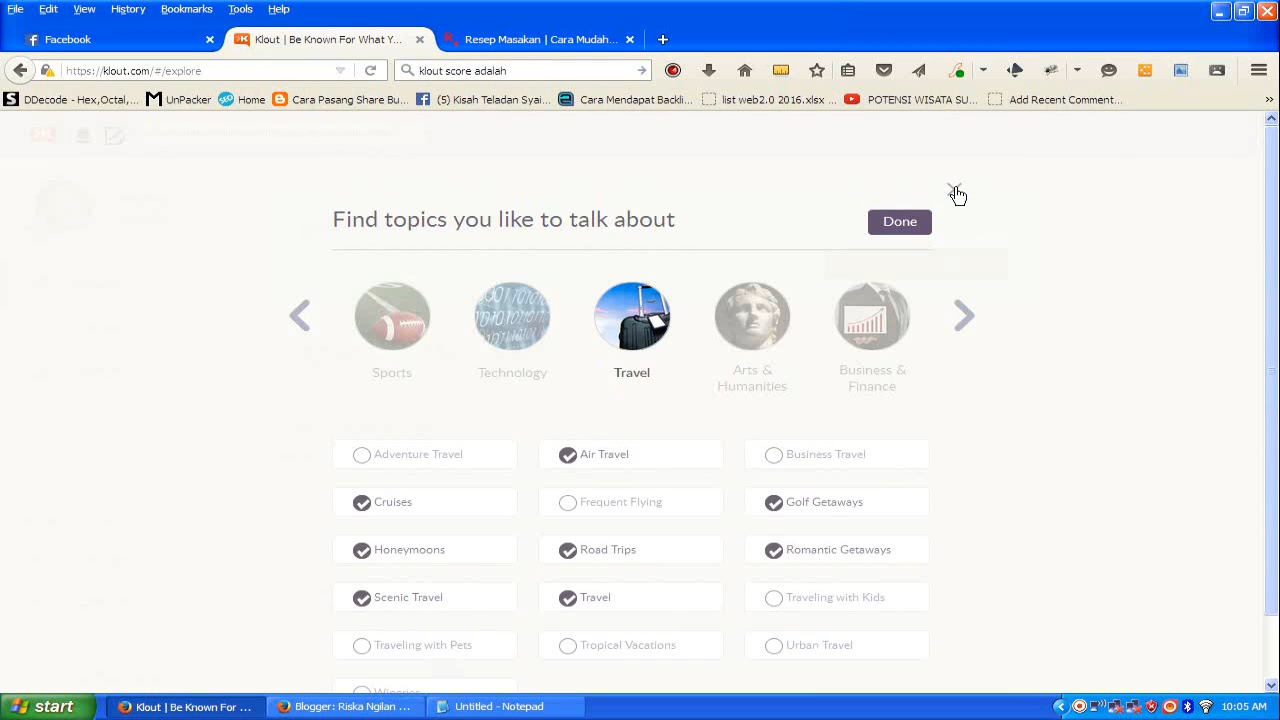 File Edit View History Bookmarks Tools Help
Facebook Klout | Be Known For What Y... Resep Masakan | Cara Mudah...
https://klout.com/#/explore klout score adalah
DDecode - Hex,Octal,... UnPacker Home Cara Pasang Share Bu... (5) Kisah Teladan Syai... Cara Mendapat Backli... list web2.0 2016.xlsx ... POTENSI WISATA SU... Add Recent Comment...
Find topics you like to talk about
Done
Sports Technology Travel Arts & Humanities Business & Finance
Adventure Travel Air Travel Business Travel
Cruises Frequent Flying Golf Getaways
Honeymoons Road Trips Romantic Getaways
Scenic Travel Travel Traveling with Kids
Traveling with Pets Tropical Vacations Urban Travel
Wineries
start Klout | Be Known For ... Blogger: Riska Ngilan ... Untitled - Notepad 10:05 AM